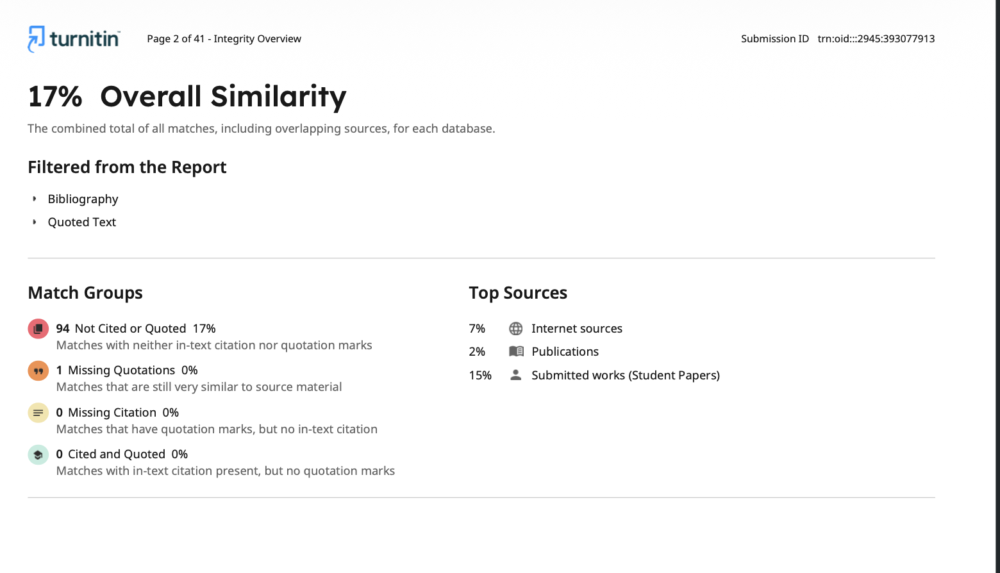 turnitin™ Page 2 of 41 - Integrity Overview Submission ID trn:oid:::2945:393077913
17% Overall Similarity
The combined total of all matches, including overlapping sources, for each database.
Filtered from the Report
Bibliography
Quoted Text
Match Groups
94 Not Cited or Quoted 17%
Matches with neither in-text citation nor quotation marks
1 Missing Quotations 0%
Matches that are still very similar to source material
0 Missing Citation 0%
Matches that have quotation marks, but no in-text citation
0 Cited and Quoted 0%
Matches with in-text citation present, but no quotation marks
Top Sources
7% Internet sources
2% Publications
15% Submitted works (Student Papers)